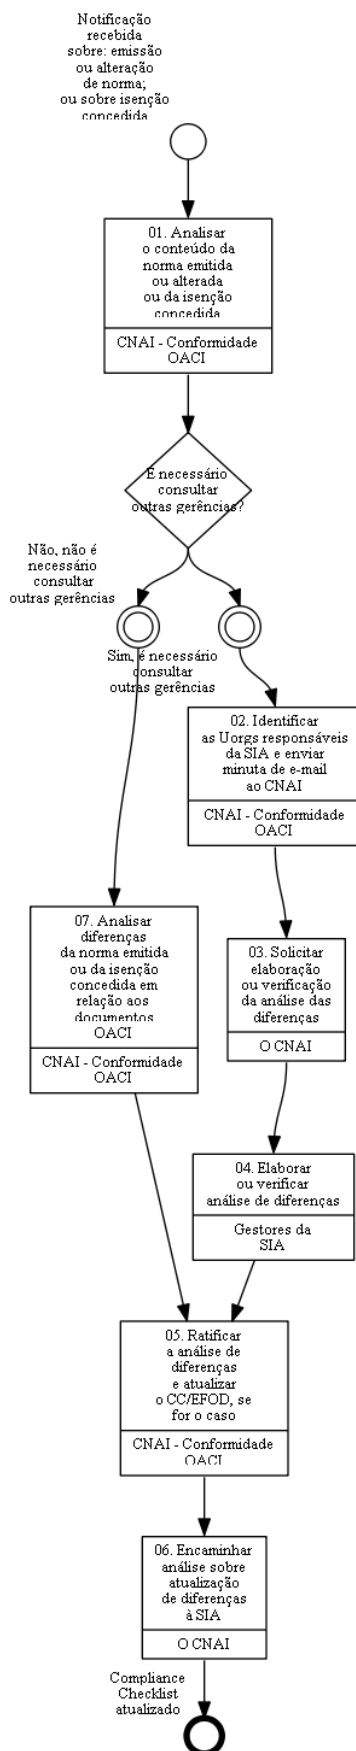 Notificação
recebida
sobre: emissão
ou alteração
de norma;
ou sobre isenção
concedida
01. Analisar
o conteúdo da
norma emitida
ou alterada
ou da isenção
concedida
CNAI - Conformidade
OACI
É necessário
consultar
outras gerências?
Não, não é
necessário
consultar
outras gerências
Sim, é necessário
consultar
outras gerências
02. Identificar
as Uorgs responsáveis
da SIA e enviar
minuta de e-mail
ao CNAI
CNAI - Conformidade
OACI
07. Analisar
diferenças
da norma emitida
ou da isenção
concedida em
relação aos
documentos
OACI
CNAI - Conformidade
OACI
03. Solicitar
elaboração
ou verificação
da análise das
diferenças
O CNAI
04. Elaborar
ou verificar
análise de diferenças
Gestores da
SIA
05. Ratificar
a análise de
diferenças
e atualizar
o CC/EFOD, se
for o caso
CNAI - Conformidade
OACI
06. Encaminhar
análise sobre
atualização
de diferenças
à SIA
O CNAI
Compliance
Checklist
atualizado